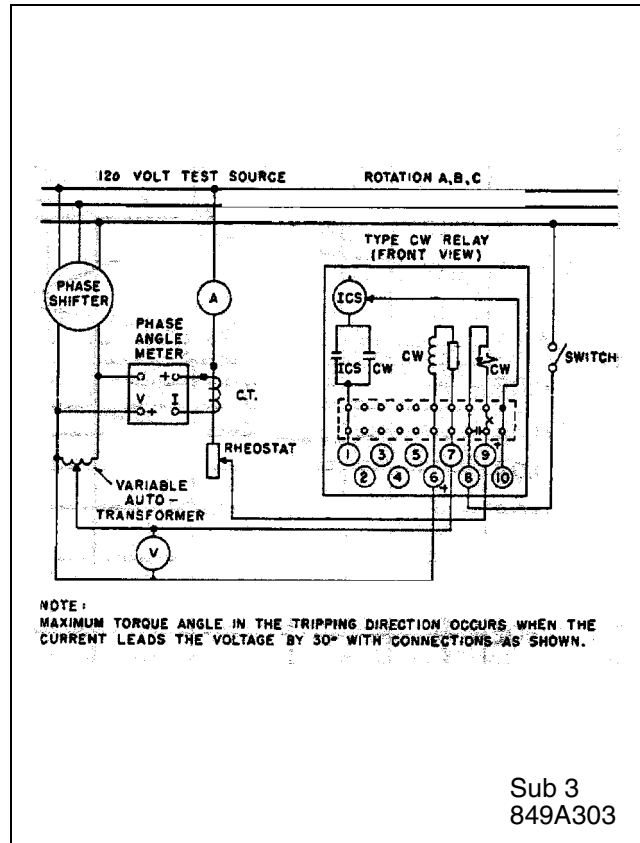 120 VOLT TEST SOURCE ROTATION A,B,C
TYPE CW RELAY
(FRONT VIEW)
PHASE
SHIFTER
A
ICS
PHASE
ANGLE
METER
ICS CW
CW
CW
SWITCH
+
V I
+
C.T.
RHEOSTAT
1 3 5 7 9 +
2 4 6 + 8 10
VARIABLE
AUTO-
TRANSFORMER
V
NOTE:
MAXIMUM TORQUE ANGLE IN THE TRIPPING DIRECTION OCCURS WHEN THE
CURRENT LEADS THE VOLTAGE BY 30° WITH CONNECTIONS AS SHOWN.
Sub 3
849A303